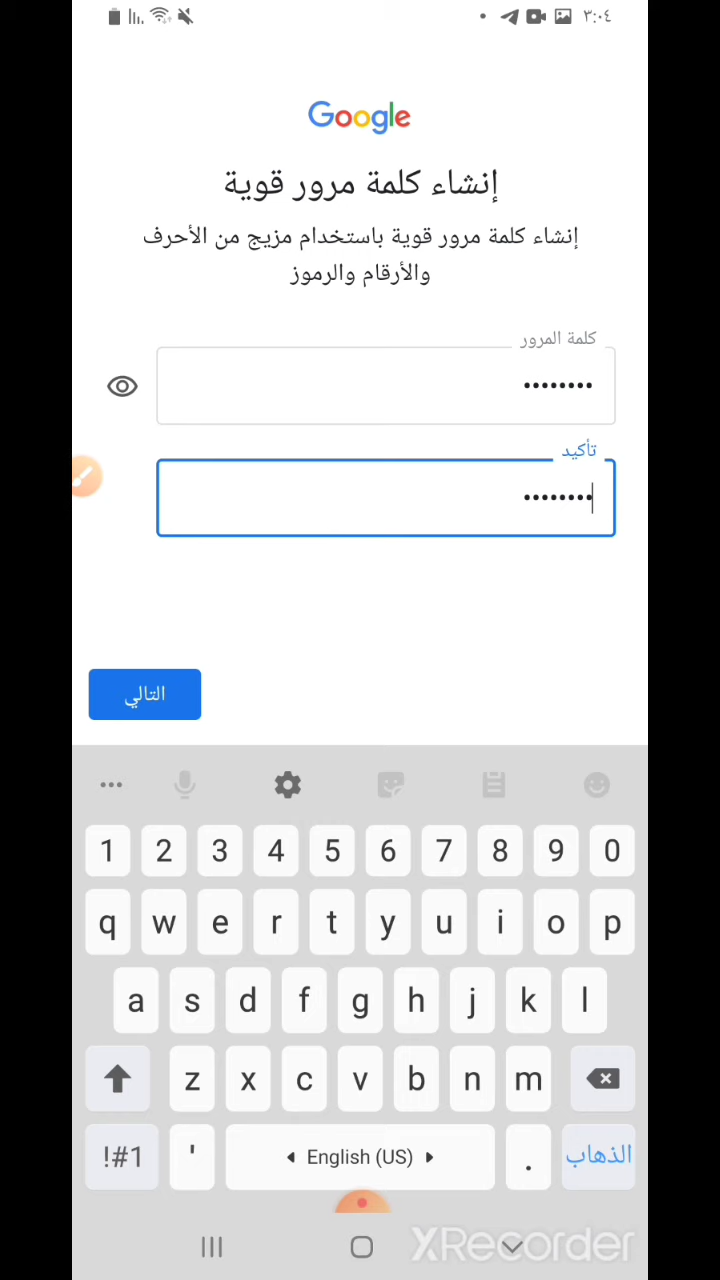 ٣:٠٤
Google
إنشاء كلمة مرور قوية
إنشاء كلمة مرور قوية باستخدام مزيج من الأحرف
والأرقام والرموز
كلمة المرور
••••••••
تأكيد
••••••••
التالي
1 2 3 4 5 6 7 8 9 0
q w e r t y u i o p
a s d f g h j k l
z x c v b n m
!#1 ' English (US) . الذهاب
XRecorder